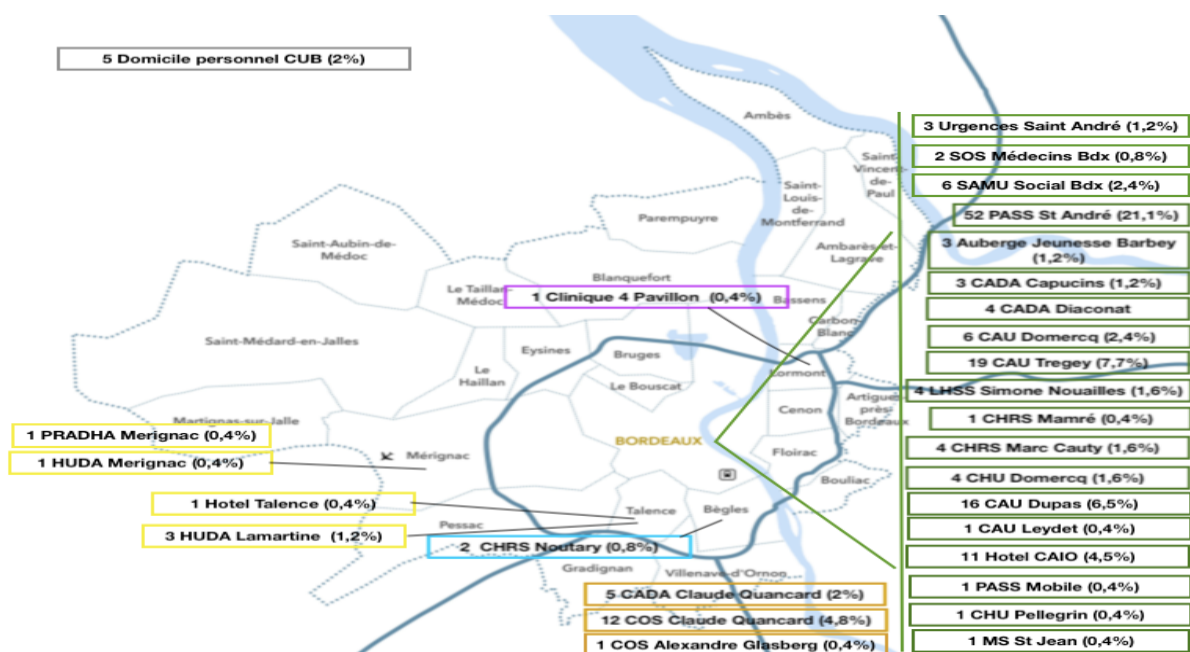 5 Domicile personnel CUB (2%)
Ambès
3 Urgences Saint André (1,2%)
2 SOS Médecins Bdx (0,8%)
Saint-
Vincent-
de-
Paul
6 SAMU Social Bdx (2,4%)
Saint-
Louis-
de-
Montferrand
52 PASS St André (21,1%)
Parempuyre
Saint-Aubin-de-
Médoc
Ambarès-et-
Lagrave
3 Auberge Jeunesse Barbey
(1,2%)
Blanquefort
3 CADA Capucins (1,2%)
Le Taillan-
Médoc
1 Clinique 4 Pavillon (0,4%)
Bassens
4 CADA Diaconat
Carbon-
Blanc
6 CAU Domercq (2,4%)
Saint-Médard-en-Jalles
Eysines
Bruges
19 CAU Tregey (7,7%)
Le
Haillan
Le Bouscat
Lormont
4 LHSS Simone Nouailles (1,6%)
Artigues-
près-
Bordeaux
Cenon
1 CHRS Mamré (0,4%)
Martignas-sur-Jalle
1 PRADHA Merignac (0,4%)
BORDEAUX
4 CHRS Marc Cauty (1,6%)
Mérignac
1 HUDA Merignac (0,4%)
Floirac
Bouliac
4 CHU Domercq (1,6%)
1 Hotel Talence (0,4%)
Talence
Bègles
16 CAU Dupas (6,5%)
Pessac
1 CAU Leydet (0,4%)
3 HUDA Lamartine (1,2%)
2 CHRS Noutary (0,8%)
11 Hotel CAIO (4,5%)
Gradignan
Villenave-d'Ornon
1 PASS Mobile (0,4%)
5 CADA Claude Quancard (2%)
1 CHU Pellegrin (0,4%)
12 COS Claude Quancard (4,8%)
1 MS St Jean (0,4%)
1 COS Alexandre Glasberg (0,4%)